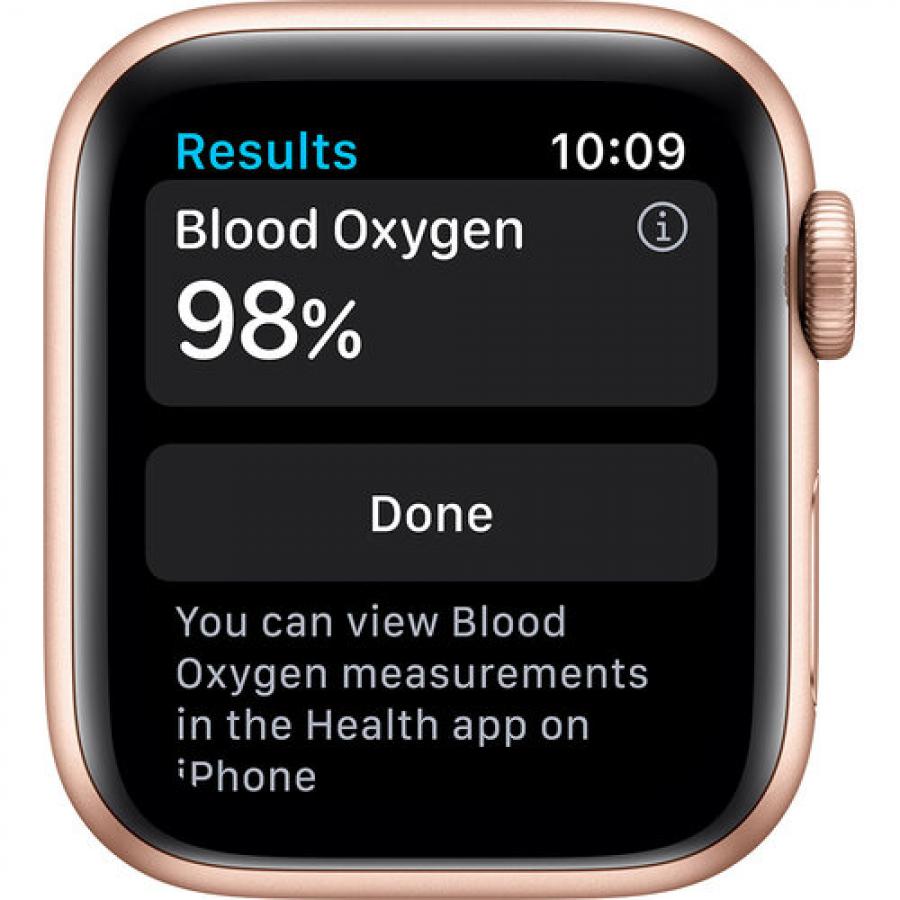 Results 10:09
Blood Oxygen
98%
Done
You can view Blood
Oxygen measurements
in the Health app on
iPhone